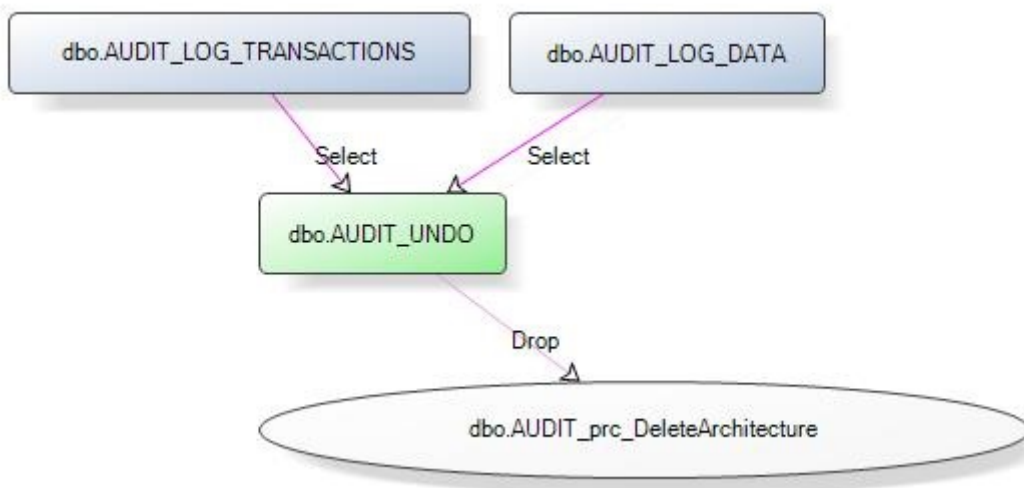 dbo.AUDIT_LOG_TRANSACTIONS
dbo.AUDIT_LOG_DATA
Select
Select
dbo.AUDIT_UNDO
Drop
dbo.AUDIT_prc_DeleteArchitecture